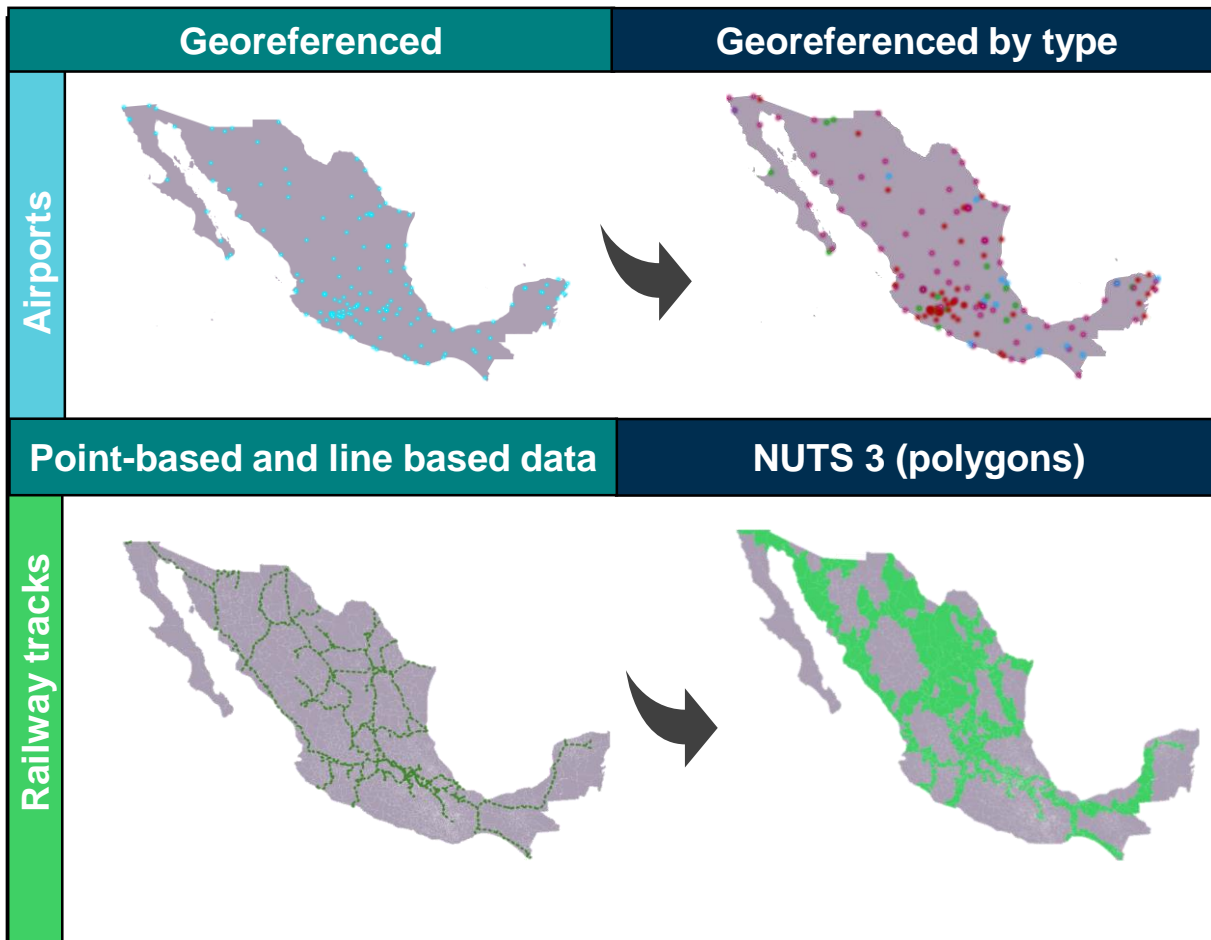 Georeferenced
Georeferenced by type
Airports
Point-based and line based data
NUTS 3 (polygons)
Railway tracks